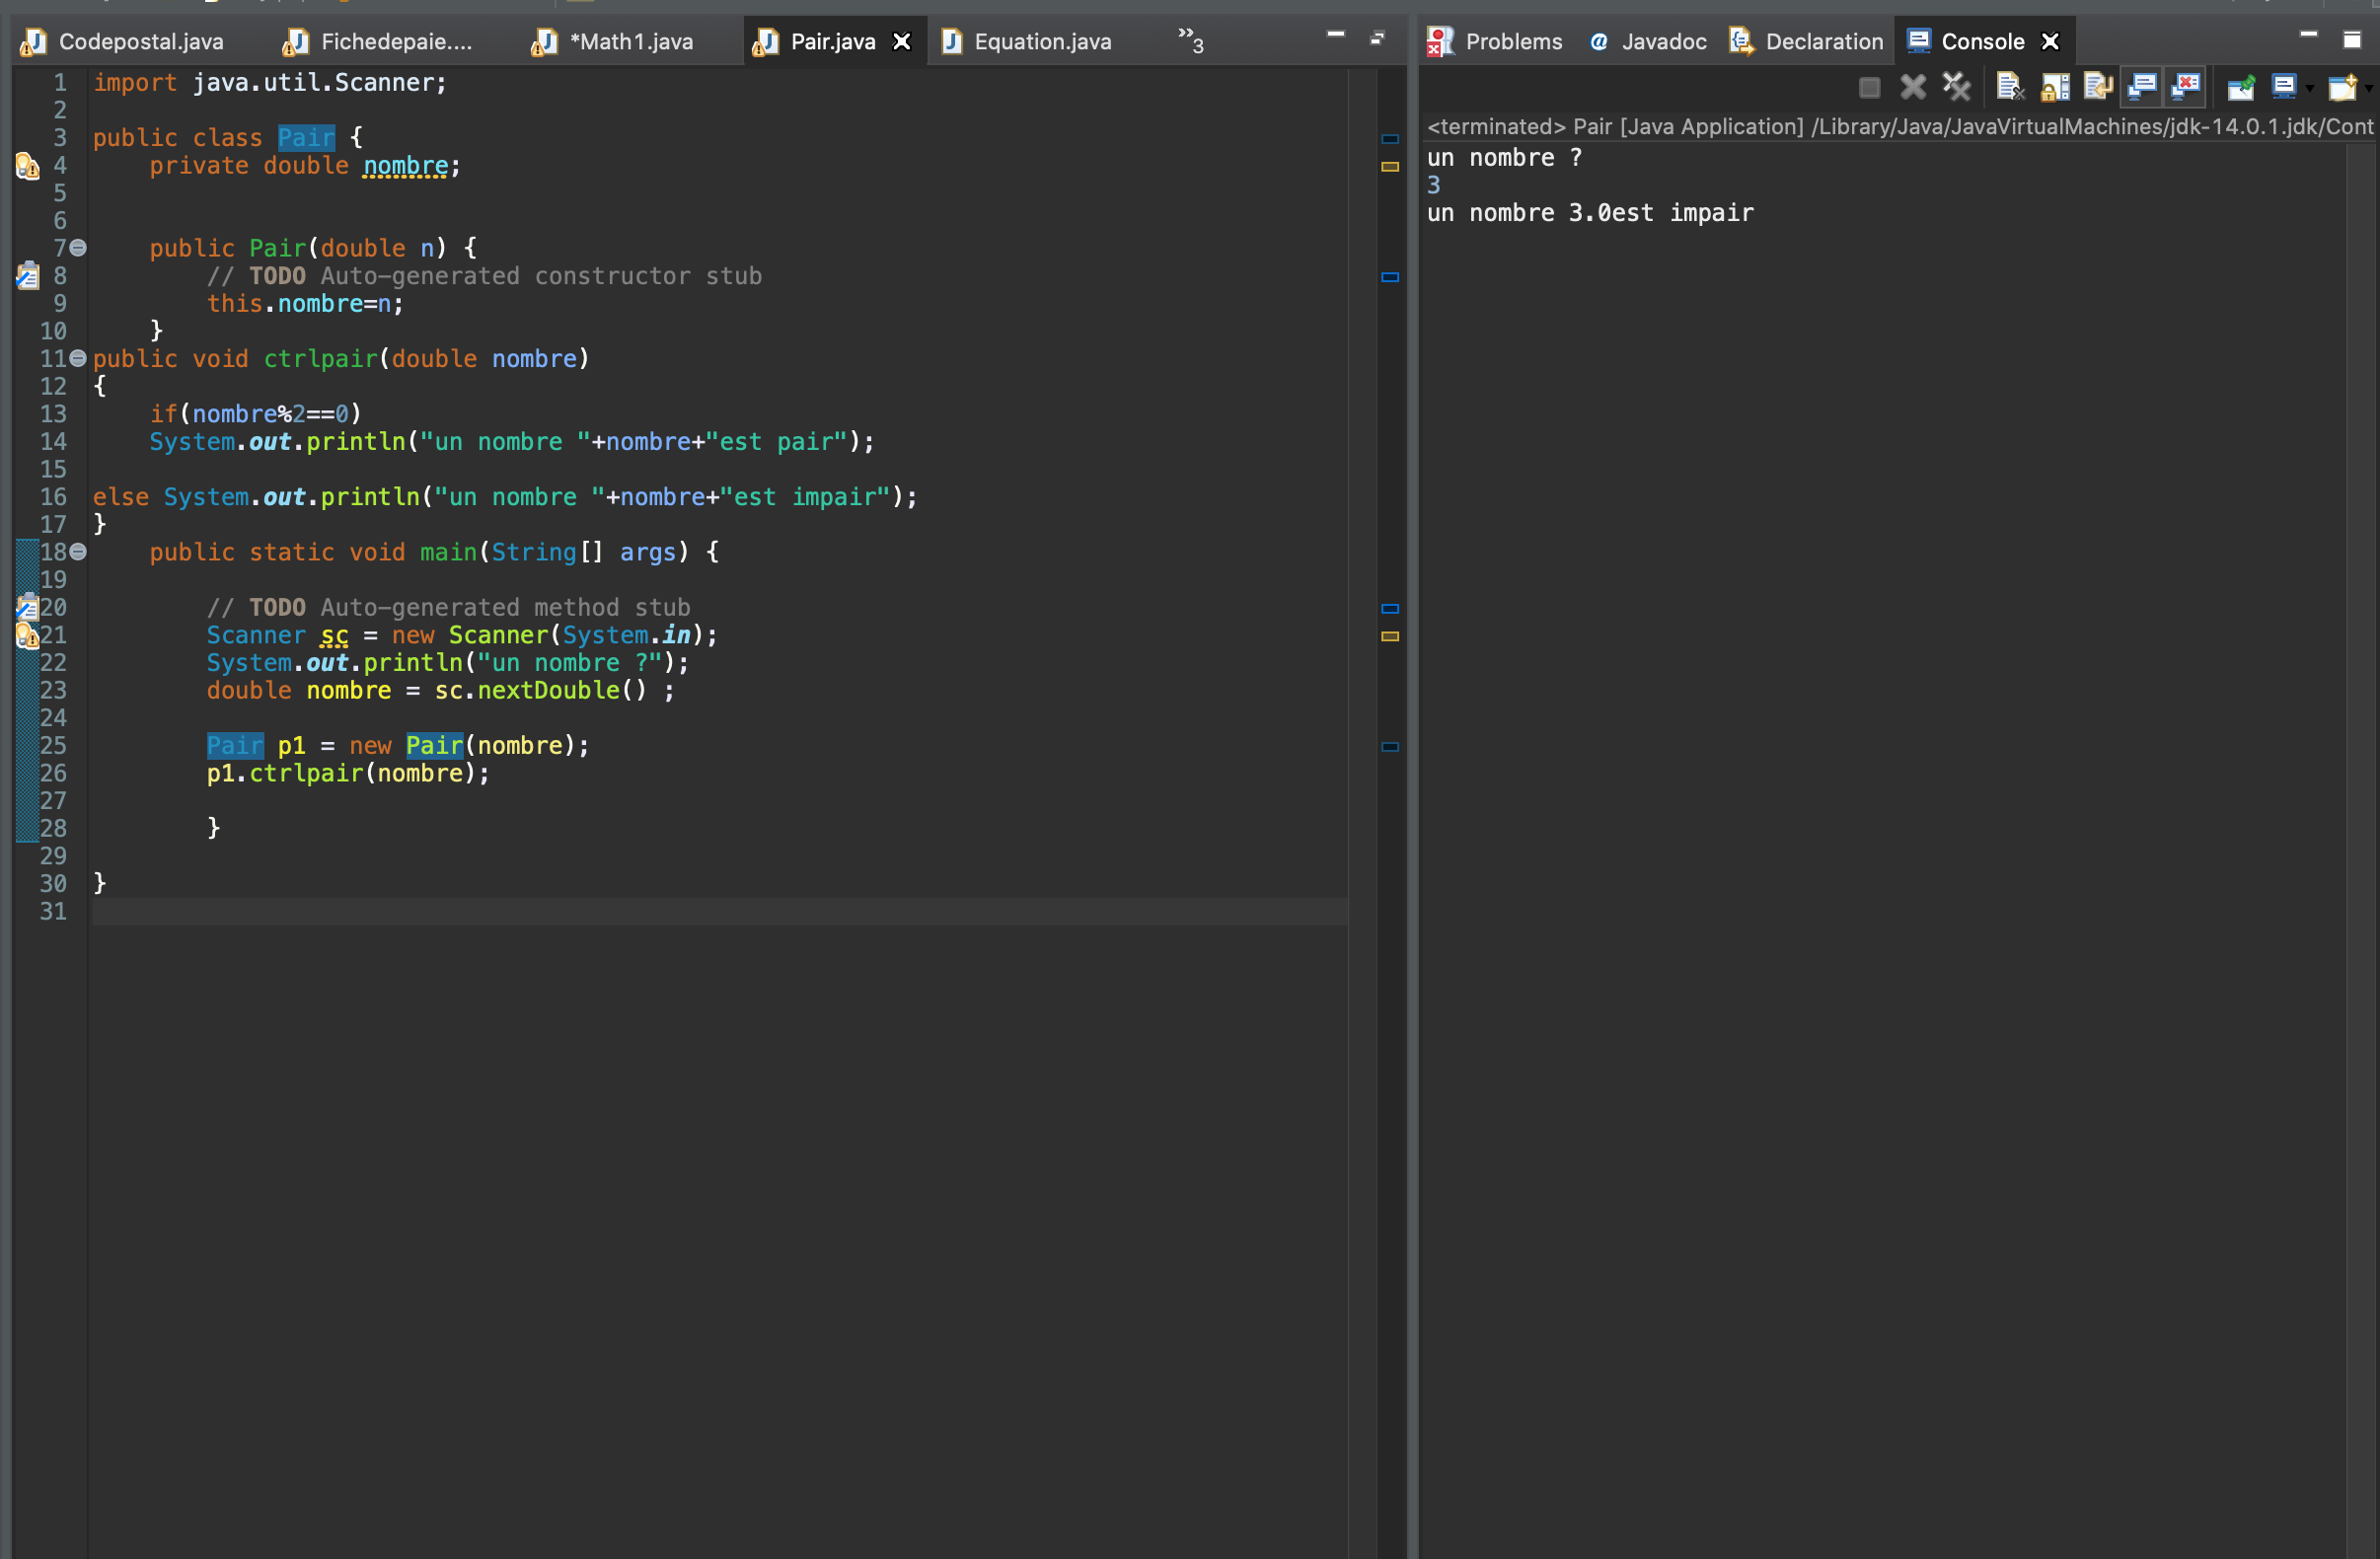 Codepostal.java Fichedepaie.... *Math1.java Pair.java Equation.java »3
1 import java.util.Scanner;
2
3 public class Pair {
4 private double nombre;
5
6
7 public Pair(double n) {
8 // TODO Auto-generated constructor stub
9 this.nombre=n;
10 }
11 public void ctrlpair(double nombre)
12 {
13 if(nombre%2==0)
14 System.out.println("un nombre "+nombre+"est pair");
15
16 else System.out.println("un nombre "+nombre+"est impair");
17 }
18 public static void main(String[] args) {
19
20 // TODO Auto-generated method stub
21 Scanner sc = new Scanner(System.in);
22 System.out.println("un nombre ?");
23 double nombre = sc.nextDouble() ;
24
25 Pair p1 = new Pair(nombre);
26 p1.ctrlpair(nombre);
27
28 }
29
30 }
31
Problems @ Javadoc Declaration Console
<terminated> Pair [Java Application] /Library/Java/JavaVirtualMachines/jdk-14.0.1.jdk/Cont
un nombre ?
3
un nombre 3.0est impair